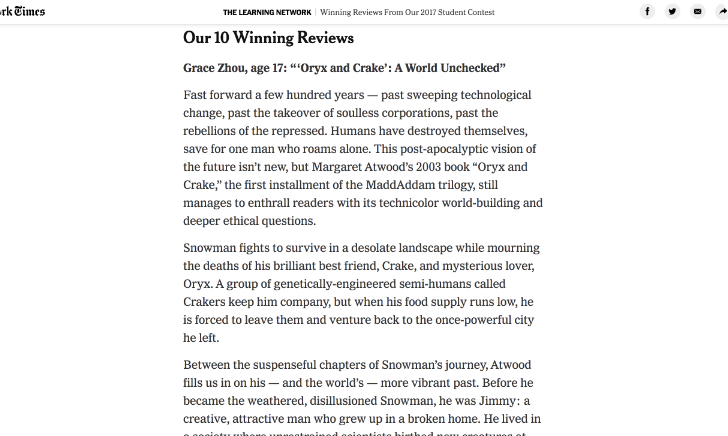 rk Times
THE LEARNING NETWORK | Winning Reviews From Our 2017 Student Contest
Our 10 Winning Reviews
Grace Zhou, age 17: “‘Oryx and Crake’: A World Unchecked”
Fast forward a few hundred years — past sweeping technological
change, past the takeover of soulless corporations, past the
rebellions of the repressed. Humans have destroyed themselves,
save for one man who roams alone. This post-apocalyptic vision of
the future isn’t new, but Margaret Atwood’s 2003 book “Oryx and
Crake,” the first installment of the MaddAddam trilogy, still
manages to enthrall readers with its technicolor world-building and
deeper ethical questions.
Snowman fights to survive in a desolate landscape while mourning
the deaths of his brilliant best friend, Crake, and mysterious lover,
Oryx. A group of genetically-engineered semi-humans called
Crakers keep him company, but when his food supply runs low, he
is forced to leave them and venture back to the once-powerful city
he left.
Between the suspenseful chapters of Snowman’s journey, Atwood
fills us in on his — and the world’s — more vibrant past. Before he
became the weathered, disillusioned Snowman, he was Jimmy: a
creative, attractive man who grew up in a broken home. He lived in
a society where unrestrained scientists birthed new creatures at